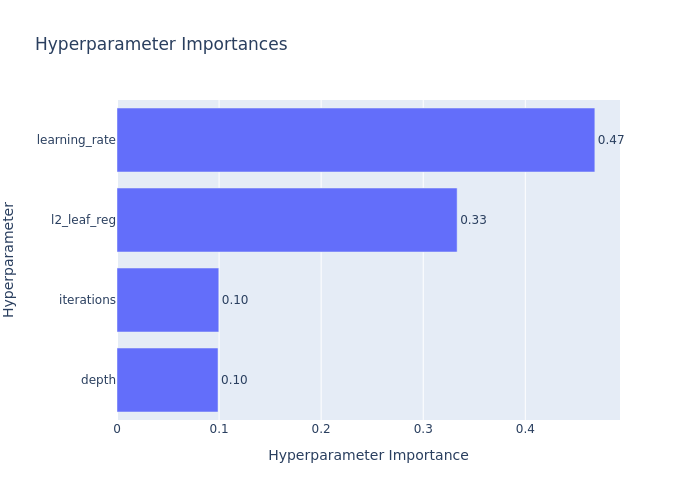 Hyperparameter Importances
Hyperparameter
learning_rate
0.47
l2_leaf_reg
0.33
iterations
0.10
depth
0.10
0
0.1
0.2
0.3
0.4
Hyperparameter Importance